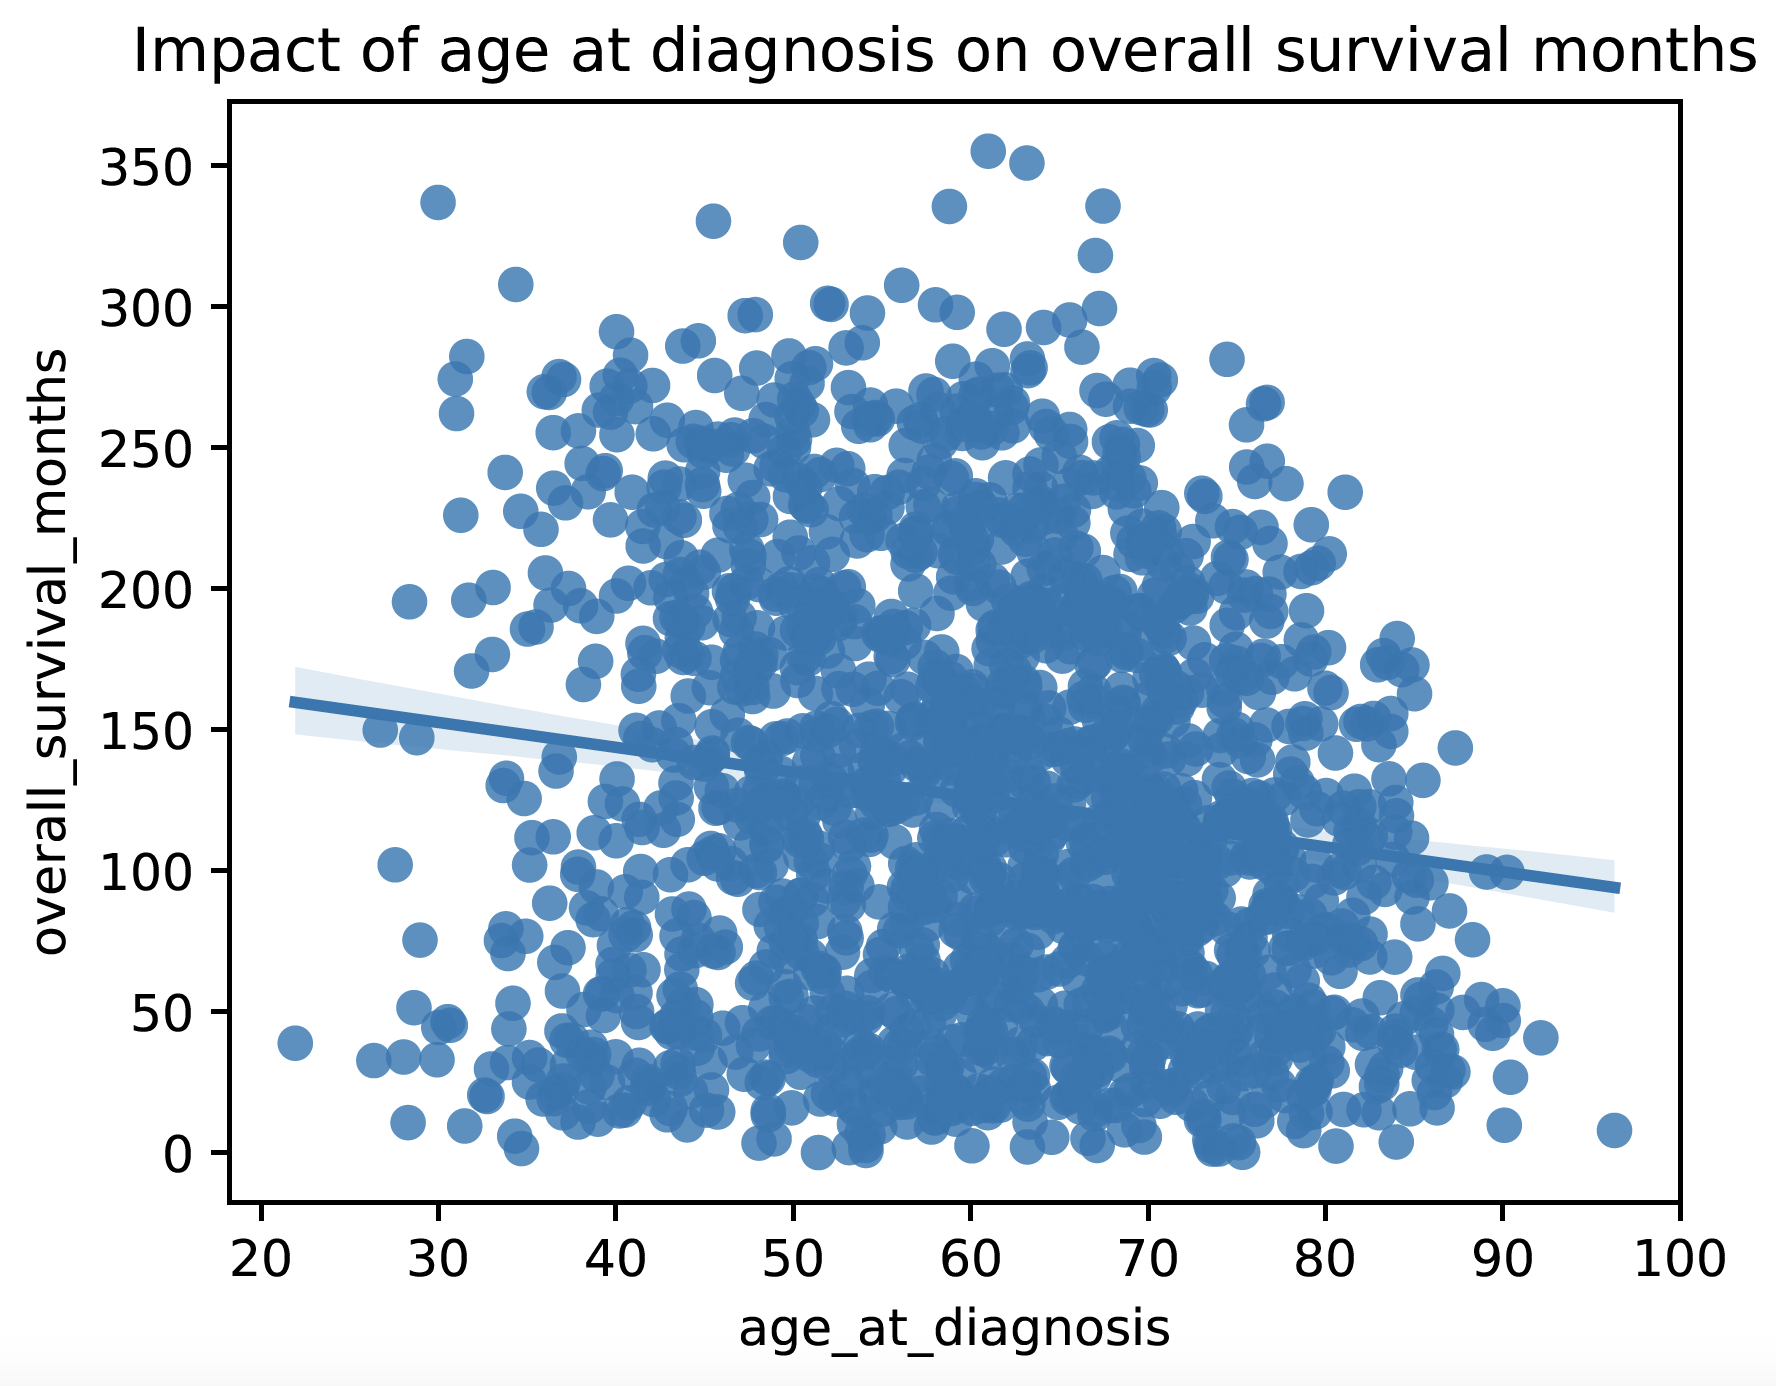 Impact of age at diagnosis on overall survival months
350
300
250
200
150
100
50
0
overall_survival_months
20 30 40 50 60 70 80 90 100
age_at_diagnosis